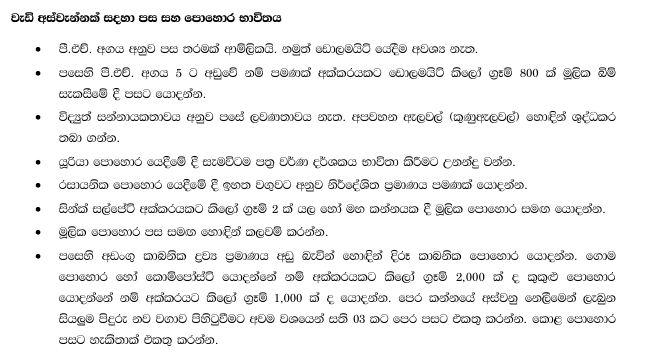 වැඩි අස්වැන්නක් සදහා පස සහ පොහොර භාවිතය
• පී.එච්. අගය අනුව පස තරමක් ආම්ලිකයි. නමුත් ඩොලමයිට් යෙදීම අවශ්‍ය නැත.
• පසෙහි පී.එච්. අගය 5 ට අඩුවේ නම් පමණක් අක්කරයකට ඩොලමයිට් කිලෝ ග්‍රෑම් 800 ක් මූලික බිම්
සැකසීමේ දී පසට යොදන්න.
• විද්‍යුත් සන්නායකතාවය අනුව පසේ ලවණතාවය නැත. අපවහන ඇලවල් (කුණුඇලවල්) හොඳින් ශුද්ධකර
තබා ගන්න.
• යූරියා පොහොර යෙදීමේ දී සැමවිටම පත්‍ර වර්ණ දර්ශකය භාවිතා කිරීමට උනන්දු වන්න.
• රසායනික පොහොර යෙදීමේ දී ඉහත වගුවට අනුව නිර්දේශිත ප්‍රමාණය පමණක් යොදන්න.
• සින්ක් සල්පේට් අක්කරයකට කිලෝ ග්‍රෑම් 2 ක් යල හෝ මහ කන්නයක දී මූලික පොහොර සමඟ යොදන්න.
• මූලික පොහොර පස සමඟ හොඳින් කලවම් කරන්න.
• පසෙහි අඩංගු කාබනික ද්‍රව්‍ය ප්‍රමාණය අඩු බැවින් හොඳින් දිරූ කාබනික පොහොර යොදන්න. ගොම
පොහොර හෝ කොම්පෝස්ට් යොදන්නේ නම් අක්කරයකට කිලෝ ග්‍රෑම් 2,000 ක් ද කුකුළු පොහොර
යොදන්නේ නම් අක්කරයට කිලෝ ග්‍රෑම් 1,000 ක් ද යොදන්න. පෙර කන්නයේ අස්වනු නෙලීමෙන් ලැබුන
සියලුම පිදුරු නව වගාව පිහිටුවීමට අවම වශයෙන් සති 03 කට පෙර පසට එකතු කරන්න. කොළ පොහොර
පසට හැකිතාක් එකතු කරන්න.